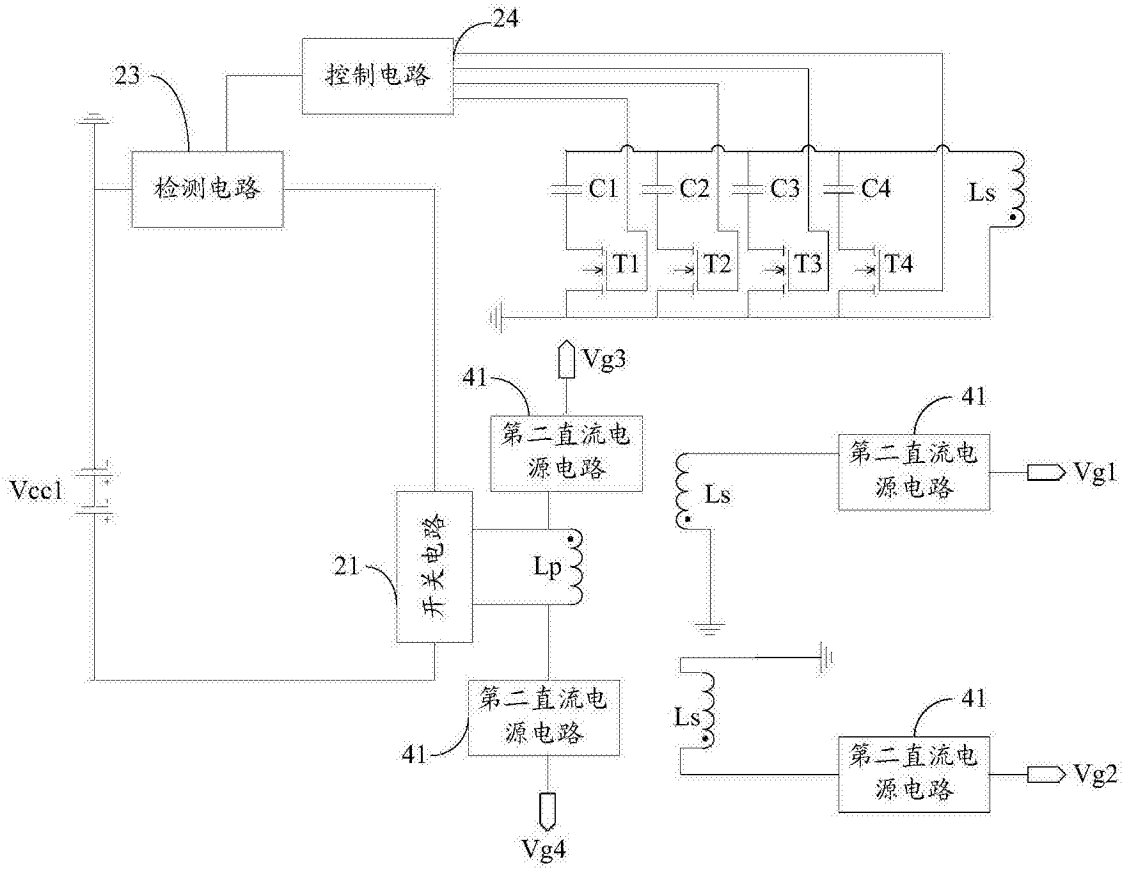 24
控制电路
23
检测电路
C1
C2
C3
C4
Ls
T1
T2
T3
T4
Vg3
41
第二直流电
源电路
41
第二直流电
源电路
Vg1
Vcc1
Ls
21
开关电路
Lp
第二直流电
源电路
41
Ls
41
第二直流电
源电路
Vg2
Vg4